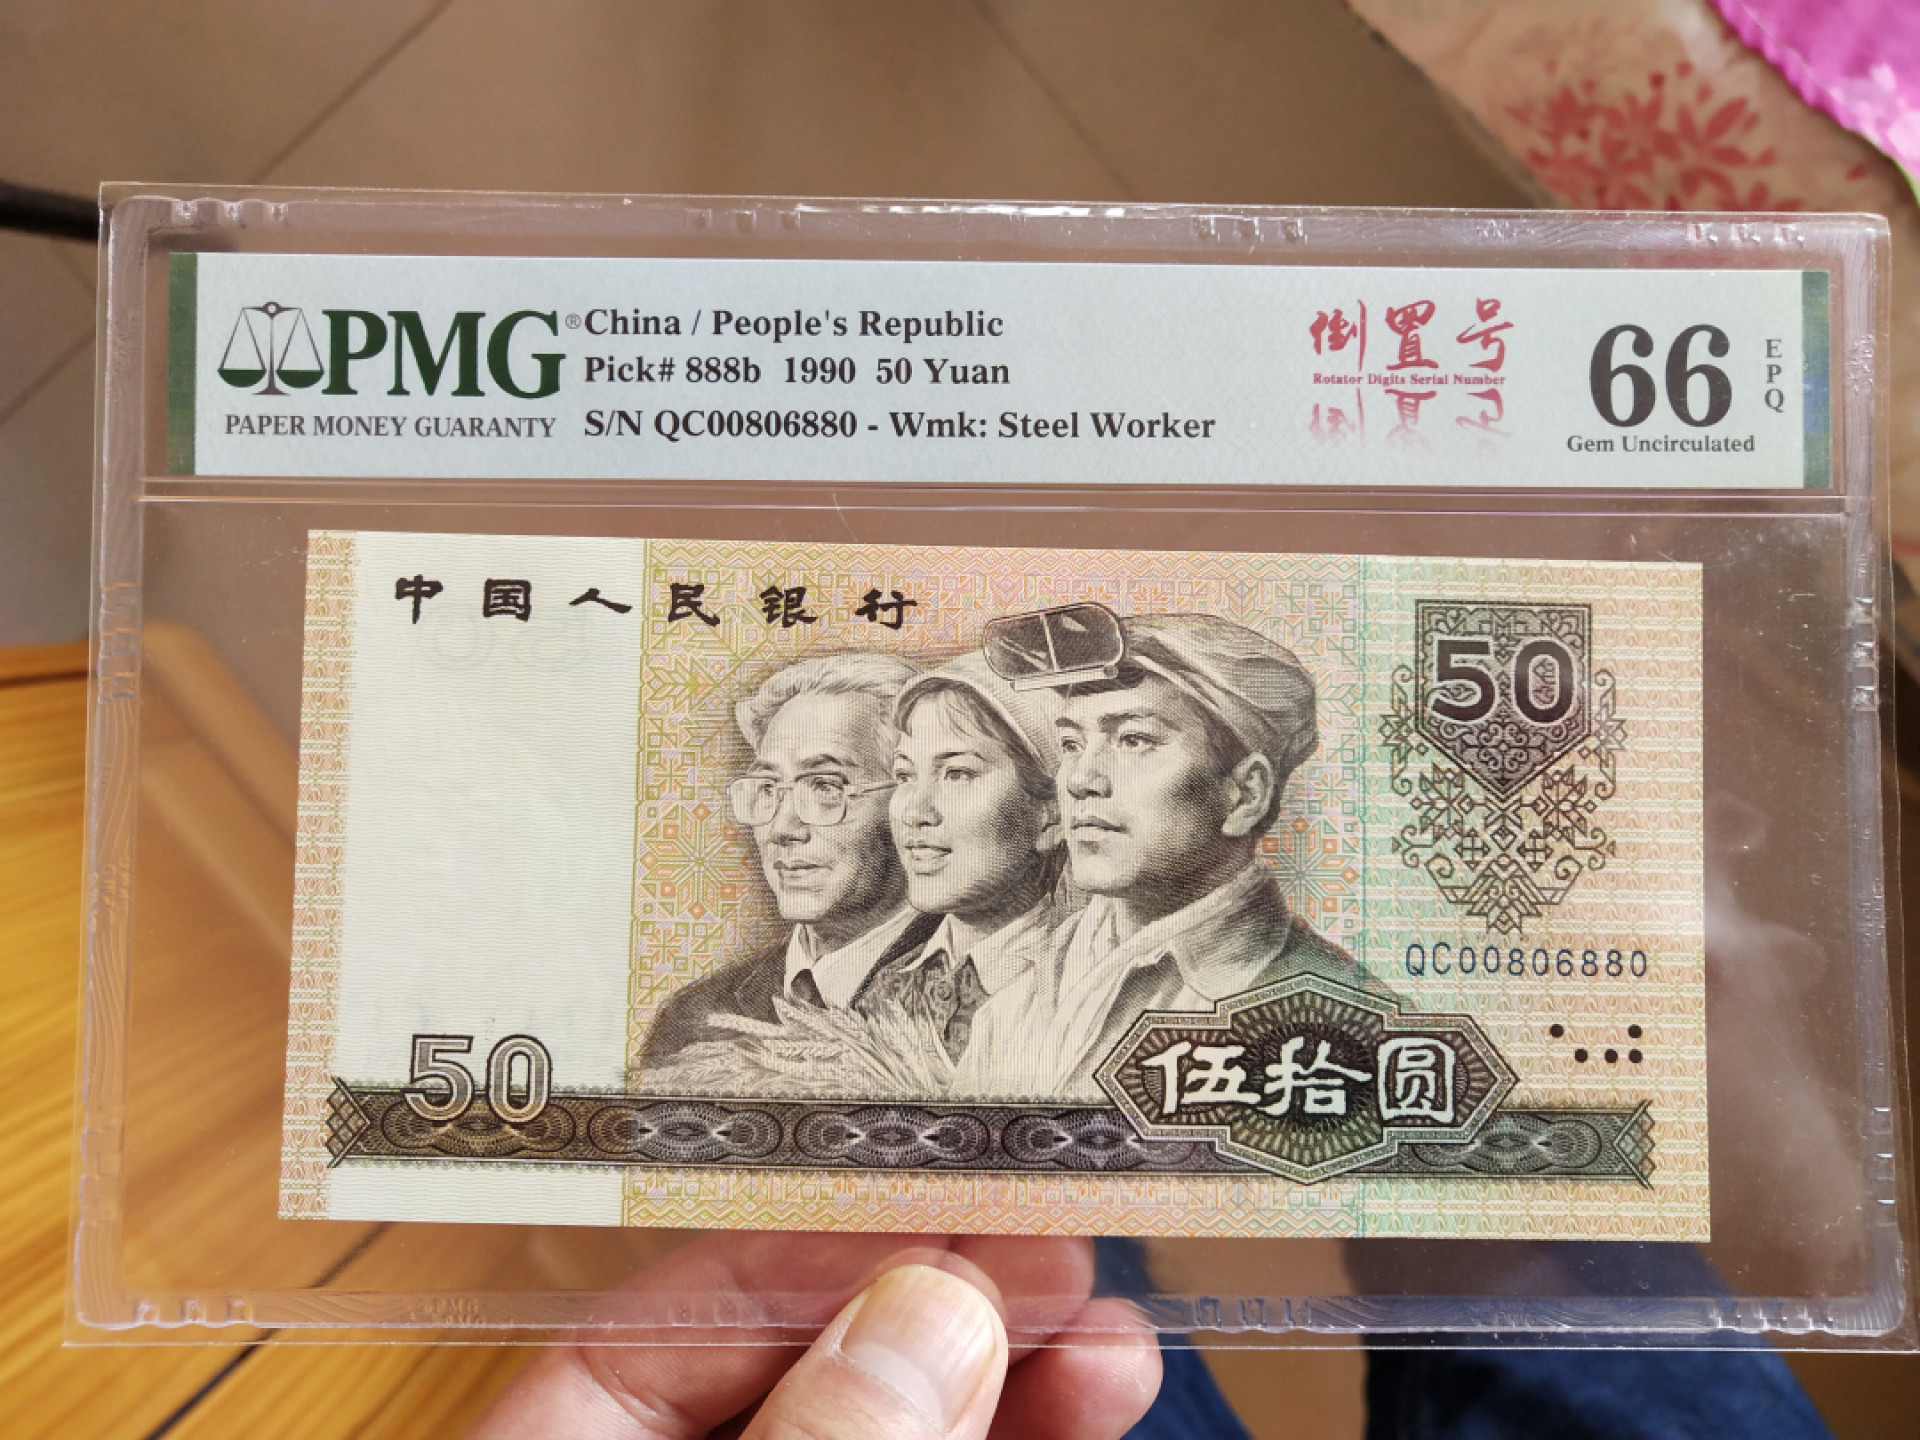 PMG®
PAPER MONEY GUARANTY
China / People's Republic
Pick# 888b 1990 50 Yuan
S/N QC00806880 - Wmk: Steel Worker
倒置号
Rotator Digits Serial Number
66
EPQ
Gem Uncirculated
中国人民银行
50
QC00806880
50
伍拾圆